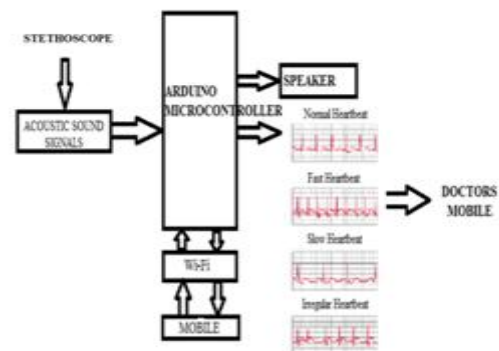 STETHOSCOPE
ACOUSTIC SOUND
SIGNALS
ARDUINO
MICROCONTROLLER
SPEAKER
Normal Heartbeat
Fast Heartbeat
Slow Heartbeat
Irregular Heartbeat
DOCTORS
MOBILE
Wi-Fi
MOBILE